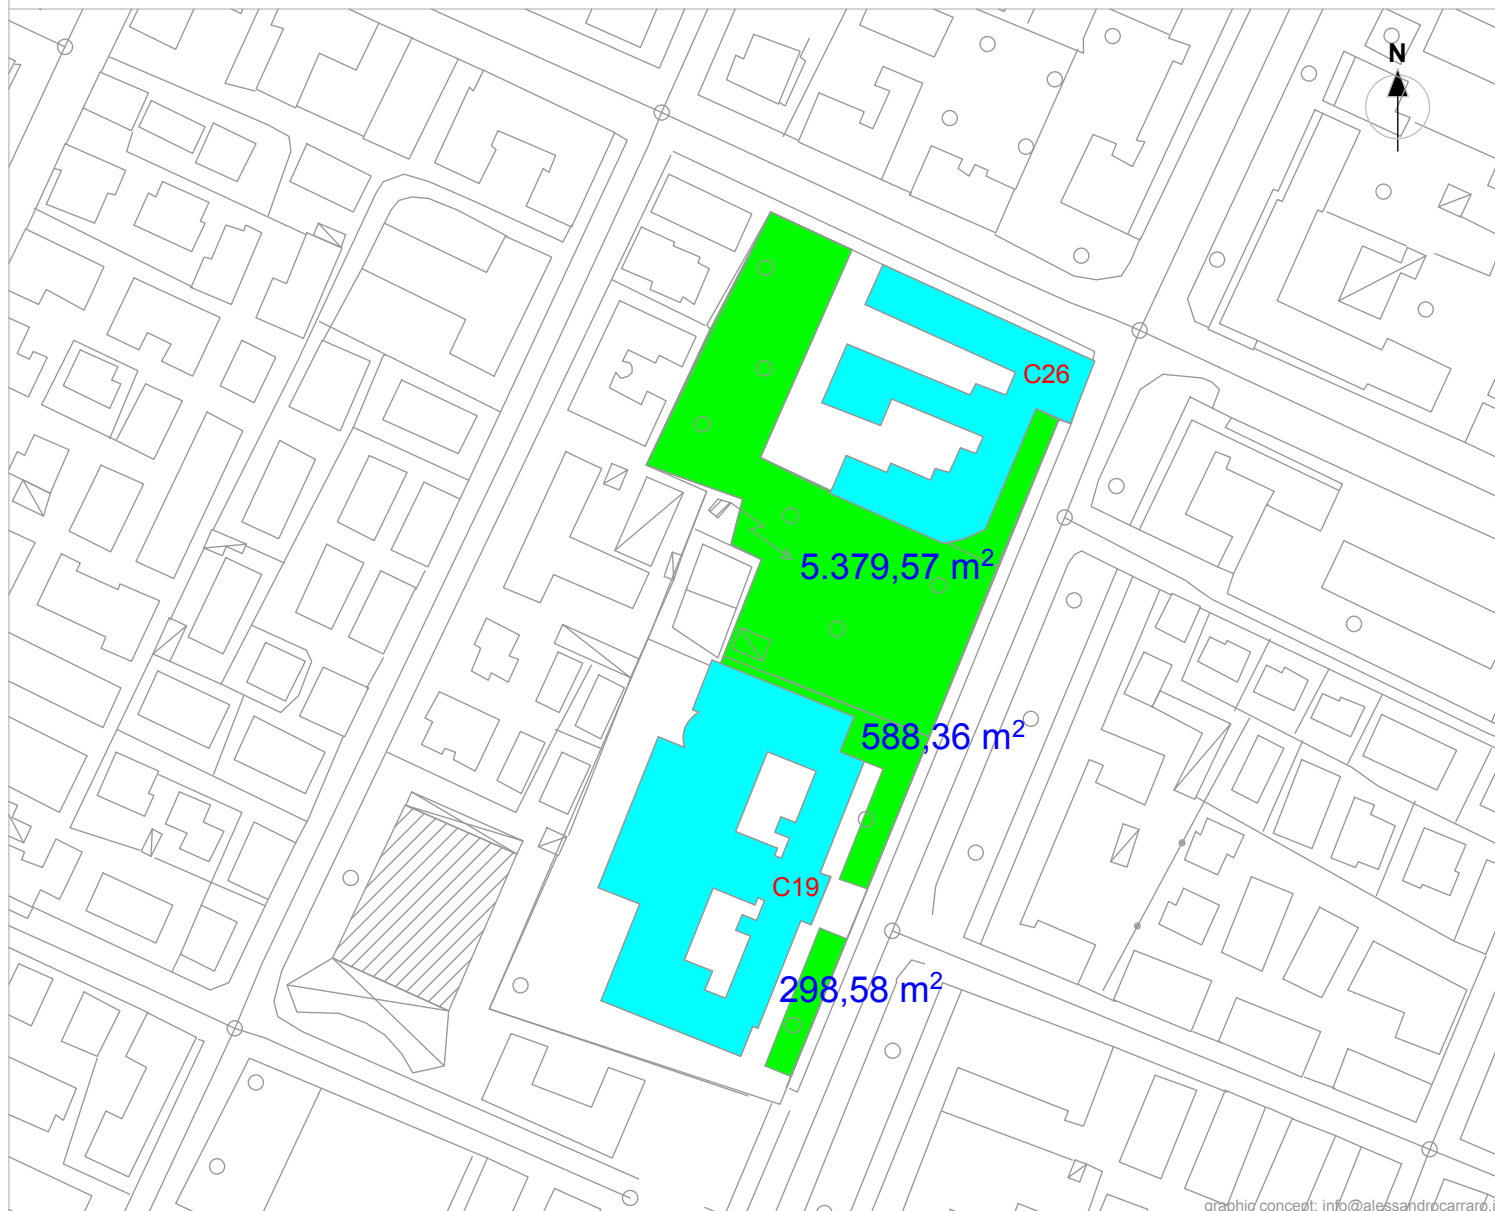 N
C26
5.379,57 m²
588,36 m²
C19
298,58 m²
graphic concept: info@alessandrocarraro.i